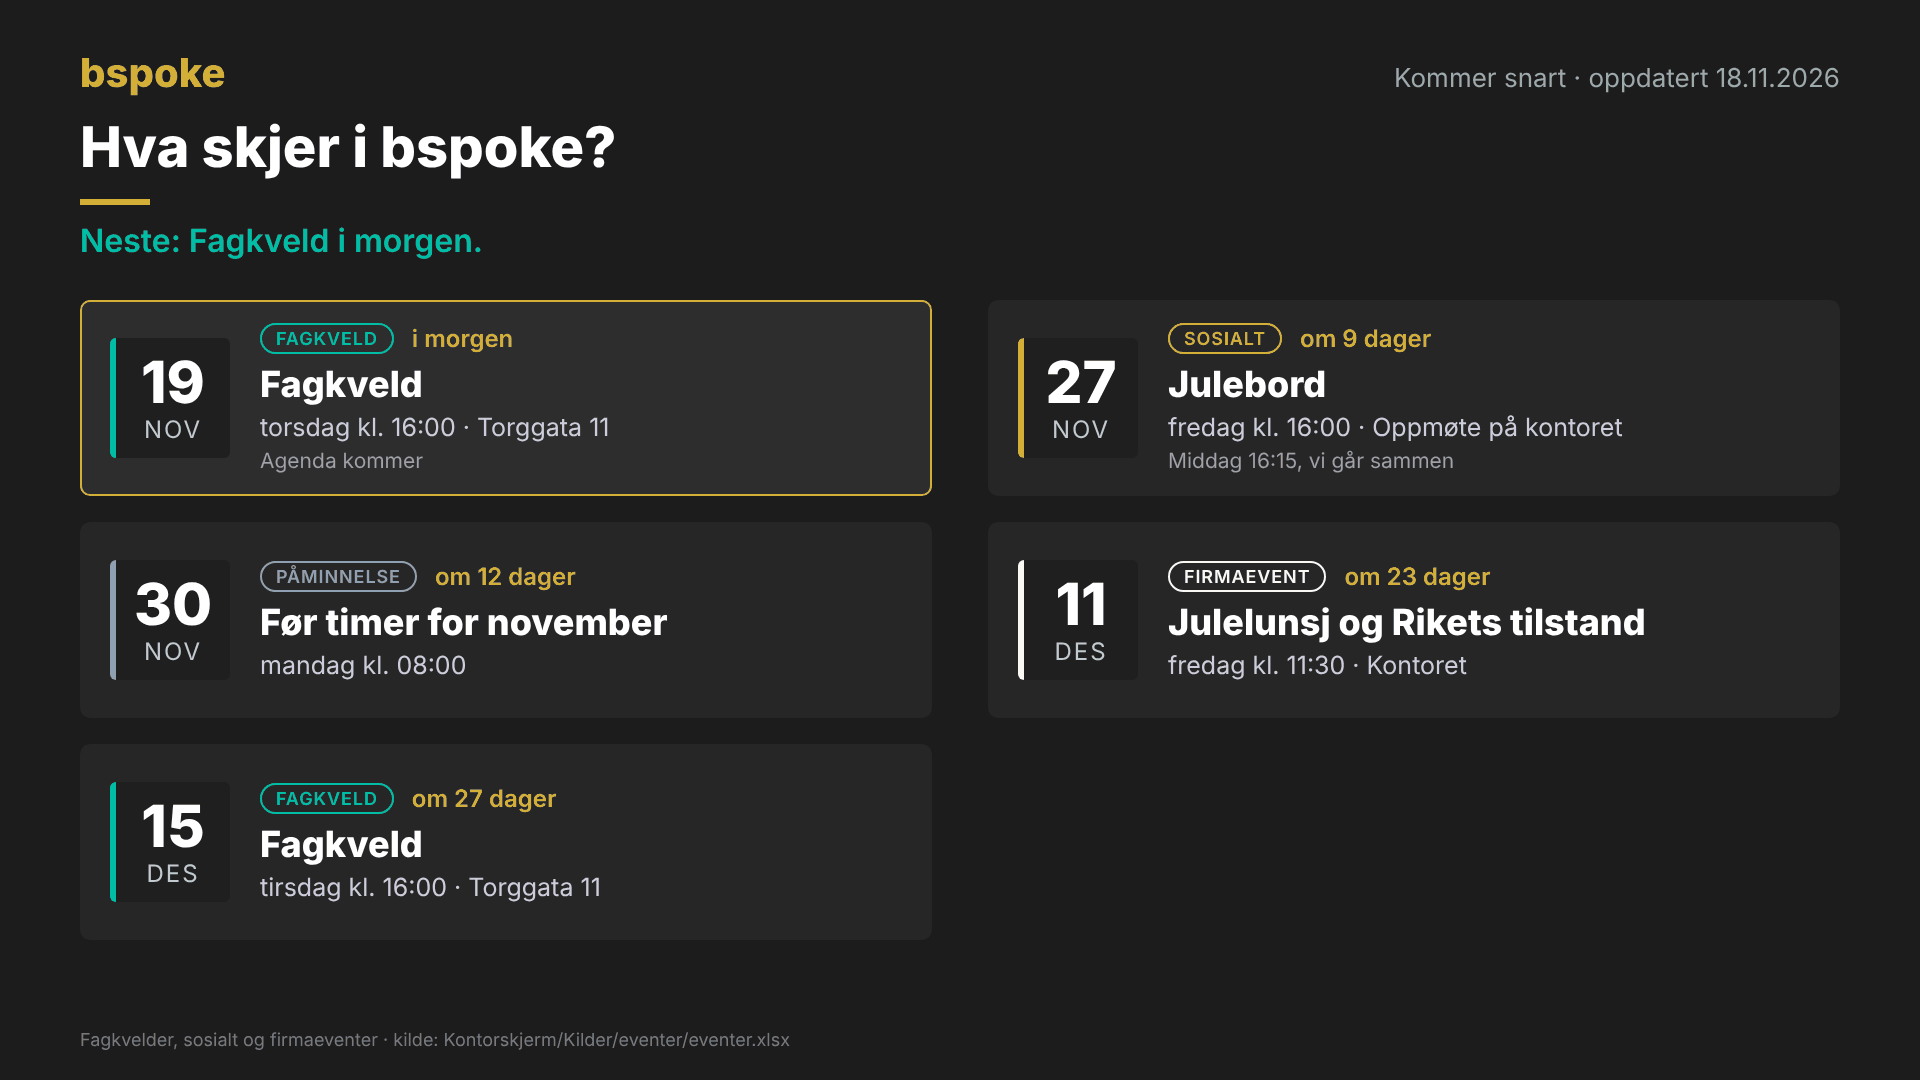 bspoke
Kommer snart · oppdatert 18.11.2026
Hva skjer i bspoke?
Neste: Fagkveld i morgen.
19
NOV
FAGKVELD i morgen
Fagkveld
torsdag kl. 16:00 · Torggata 11
Agenda kommer
27
NOV
SOSIALT om 9 dager
Julebord
fredag kl. 16:00 · Oppmøte på kontoret
Middag 16:15, vi går sammen
30
NOV
PÅMINNELSE om 12 dager
Før timer for november
mandag kl. 08:00
11
DES
FIRMAEVENT om 23 dager
Julelunsj og Rikets tilstand
fredag kl. 11:30 · Kontoret
15
DES
FAGKVELD om 27 dager
Fagkveld
tirsdag kl. 16:00 · Torggata 11
Fagkvelder, sosialt og firmaeventer · kilde: Kontorskjerm/Kilder/eventer/eventer.xlsx